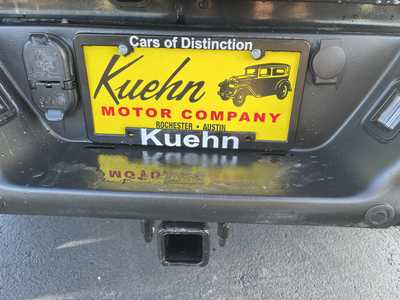 Cars of Distinction
Kuehn
MOTOR COMPANY
ROCHESTER • AUSTIN
Kuehn